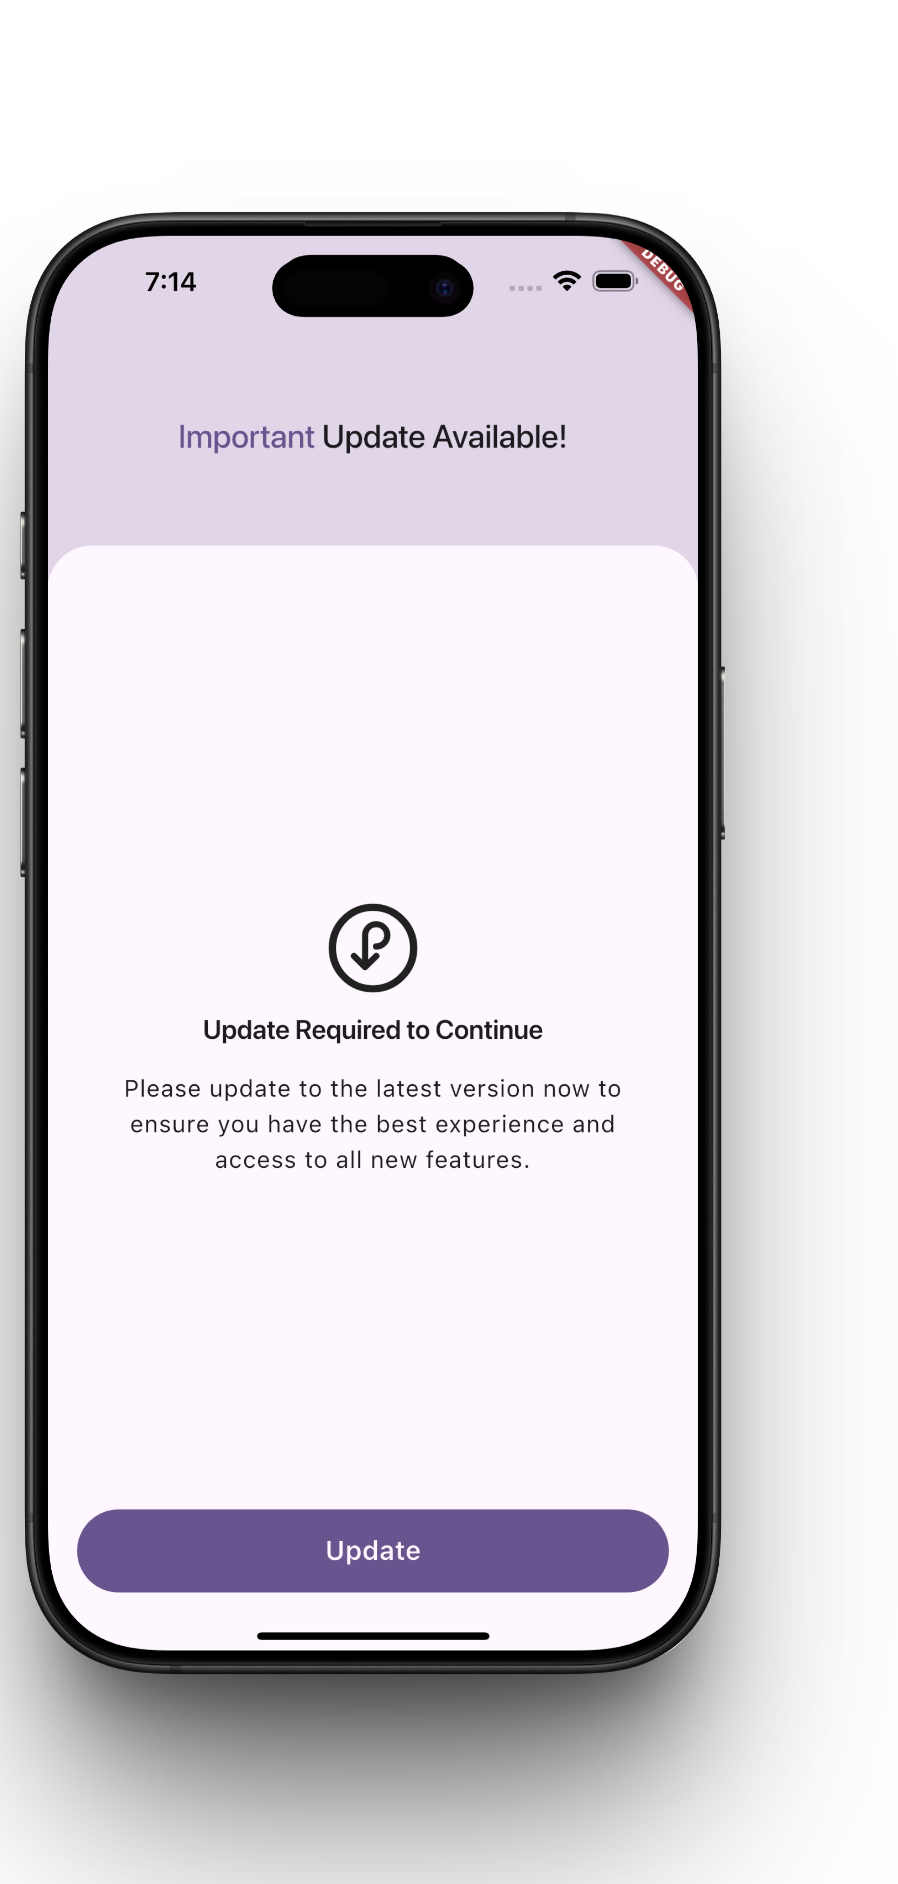 7:14
DEBUG
Important Update Available!
Update Required to Continue
Please update to the latest version now to
ensure you have the best experience and
access to all new features.
Update